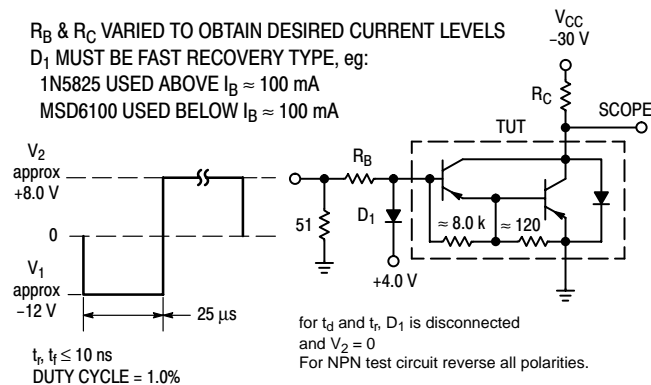 R_B & R_C VARIED TO OBTAIN DESIRED CURRENT LEVELS
D_1 MUST BE FAST RECOVERY TYPE, eg:
1N5825 USED ABOVE I_B ≈ 100 mA
MSD6100 USED BELOW I_B ≈ 100 mA
V_CC
−30 V
R_C
SCOPE
TUT
V_2
approx
+8.0 V
0
V_1
approx
−12 V
25 µs
R_B
51
D_1
+4.0 V
≈ 8.0 k
≈ 120
t_r, t_f ≤ 10 ns
DUTY CYCLE = 1.0%
for t_d and t_r, D_1 is disconnected
and V_2 = 0
For NPN test circuit reverse all polarities.